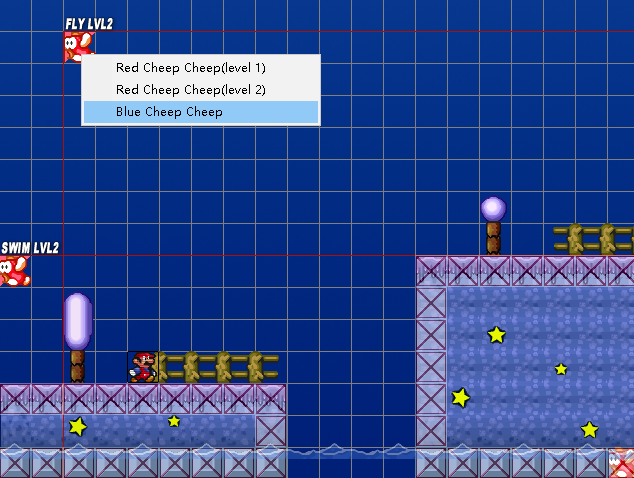 FLY LVL2
Red Cheep Cheep(level 1)
Red Cheep Cheep(level 2)
Blue Cheep Cheep
SWIM LVL2